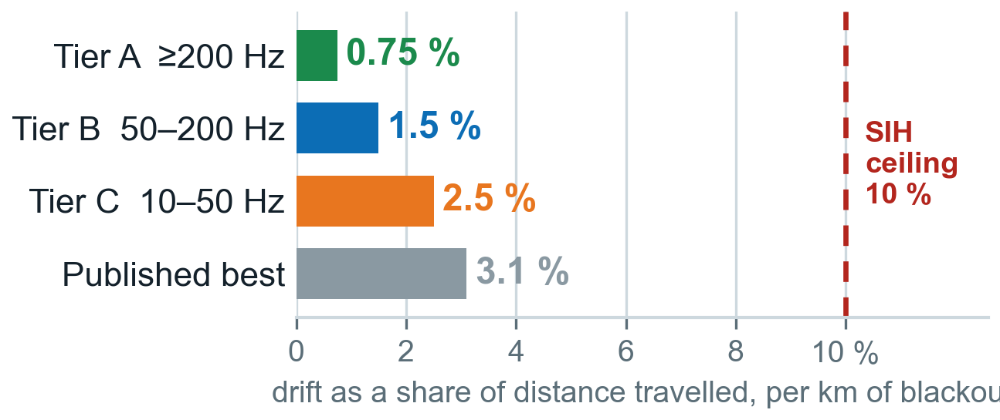 Tier A ≥200 Hz 0.75 %
Tier B 50–200 Hz 1.5 %
SIH
ceiling
10 %
Tier C 10–50 Hz 2.5 %
Published best 3.1 %
0 2 4 6 8 10 %
drift as a share of distance travelled, per km of blackou